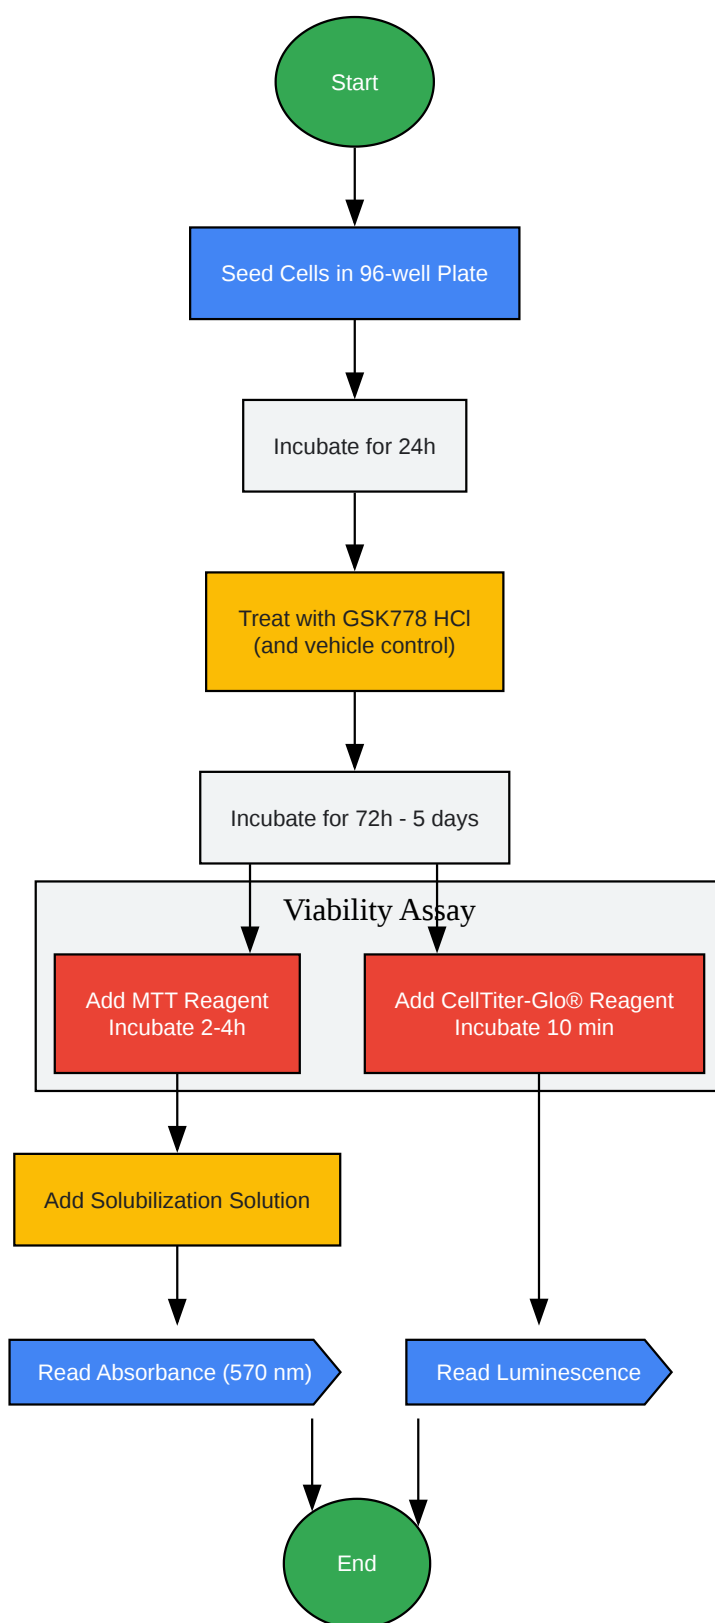 Start
Seed Cells in 96-well Plate
Incubate for 24h
Treat with GSK778 HCl
(and vehicle control)
Incubate for 72h - 5 days
Viability Assay
Add MTT Reagent
Incubate 2-4h
Add CellTiter-Glo® Reagent
Incubate 10 min
Add Solubilization Solution
Read Absorbance (570 nm)
Read Luminescence
End